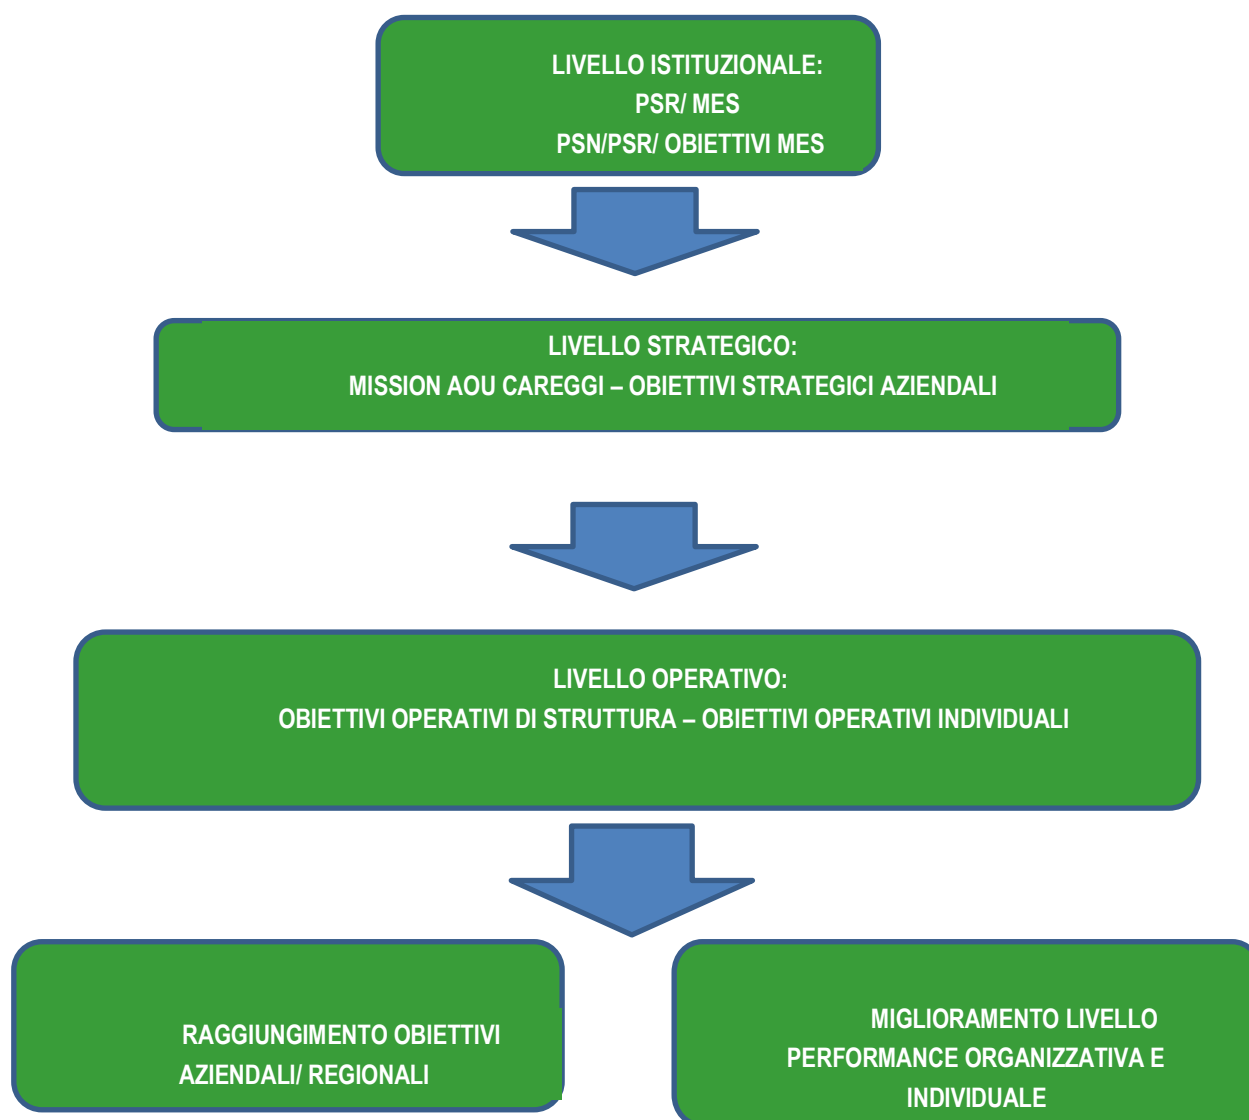 LIVELLO ISTITUZIONALE:
PSR/ MES
PSN/PSR/ OBIETTIVI MES
LIVELLO STRATEGICO:
MISSION AOU CAREGGI – OBIETTIVI STRATEGICI AZIENDALI
LIVELLO OPERATIVO:
OBIETTIVI OPERATIVI DI STRUTTURA – OBIETTIVI OPERATIVI INDIVIDUALI
RAGGIUNGIMENTO OBIETTIVI
AZIENDALI/ REGIONALI
MIGLIORAMENTO LIVELLO
PERFORMANCE ORGANIZZATIVA E
INDIVIDUALE